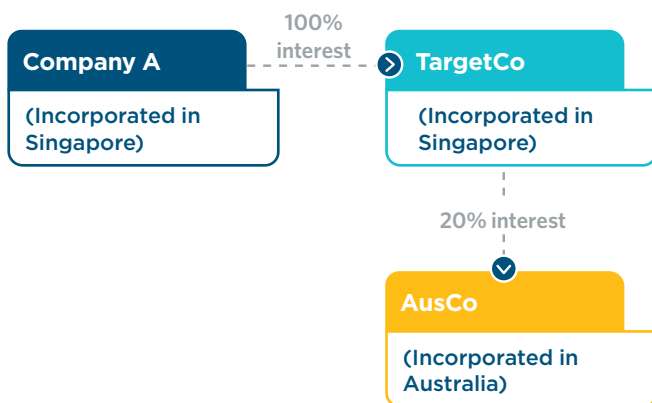 100%
interest
Company A
TargetCo
(Incorporated in
Singapore)
(Incorporated in
Singapore)
20% interest
AusCo
(Incorporated in
Australia)